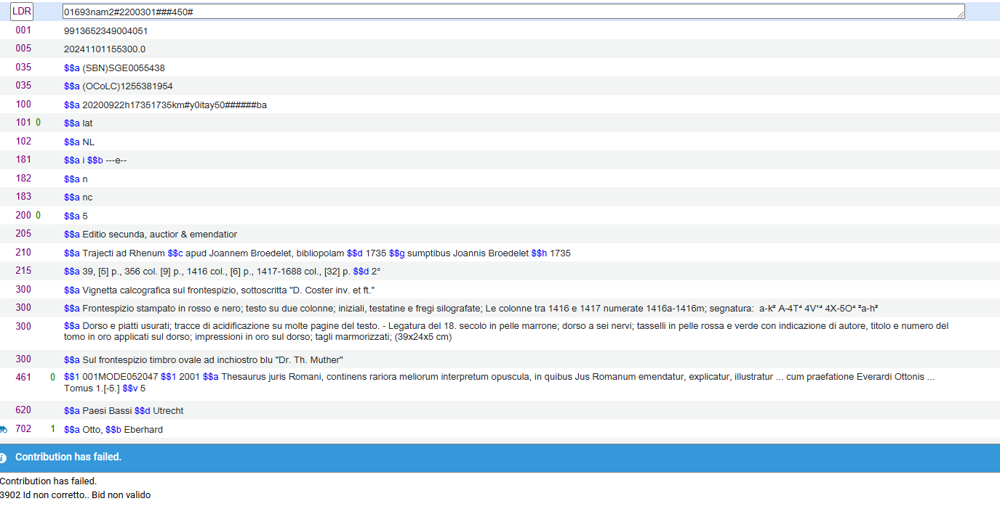 LDR 01693nam2#2200301###450#
001 9913652349004051
005 20241101155300.0
035 $$a (SBN)SGE0055438
035 $$a (OCoLC)1255381954
100 $$a 20200922h17351735km#y0itay50######ba
101 0 $$a lat
102 $$a NL
181 $$a i $$b ---e--
182 $$a n
183 $$a nc
200 0 $$a 5
205 $$a Editio secunda, auctior & emendatior
210 $$a Trajecti ad Rhenum $$c apud Joannem Broedelet, bibliopolam $$d 1735 $$g sumptibus Joannis Broedelet $$h 1735
215 $$a 39, [5] p., 356 col. [9] p., 1416 col., [6] p., 1417-1688 col., [32] p. $$d 2°
300 $$a Vignetta calcografica sul frontespizio, sottoscritta "D. Coster inv. et ft."
300 $$a Frontespizio stampato in rosso e nero; testo su due colonne; iniziali, testatine e fregi silografate; Le colonne tra 1416 e 1417 numerate 1416a-1416m; segnatura: a-k² A-4T⁴ 4V¹⁴ 4X-5O⁴ ²a-h²
300 $$a Dorso e piatti usurati; tracce di acidificazione su molte pagine del testo. - Legatura del 18. secolo in pelle marrone; dorso a sei nervi; tasselli in pelle rossa e verde con indicazione di autore, titolo e numero del
tomo in oro applicati sul dorso; impressioni in oro sul dorso; tagli marmorizzati; (39x24x5 cm)
300 $$a Sul frontespizio timbro ovale ad inchiostro blu "Dr. Th. Muther"
461 0 $$1 001MODE052047 $$1 2001 $$a Thesaurus juris Romani, continens rariora meliorum interpretum opuscula, in quibus Jus Romanum emendatur, explicatur, illustratur ... cum praefatione Everardi Ottonis ...
Tomus 1.[-5.] $$v 5
620 $$a Paesi Bassi $$d Utrecht
702 1 $$a Otto, $$b Eberhard
Contribution has failed.
Contribution has failed.
3902 Id non corretto.. Bid non valido